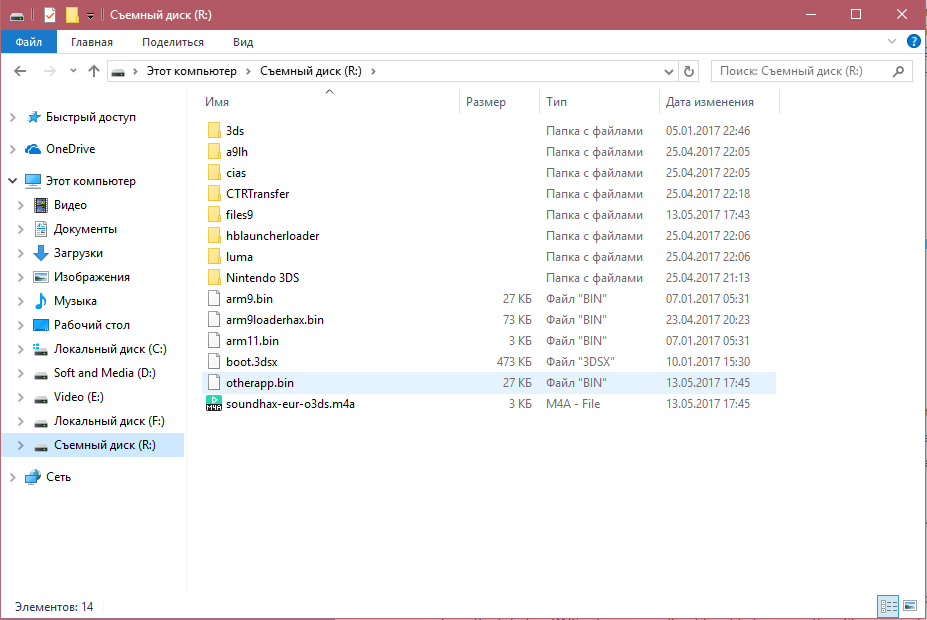 Съемный диск (R:)
Файл Главная Поделиться Вид
Этот компьютер Съемный диск (R:) Поиск: Съемный диск (R:)
Имя Размер Тип Дата изменения
Быстрый доступ
OneDrive
Этот компьютер
Видео
Документы
Загрузки
Изображения
Музыка
Рабочий стол
Локальный диск (C:)
Soft and Media (D:)
Video (E:)
Локальный диск (F:)
Съемный диск (R:)
Сеть
3ds Папка с файлами 05.01.2017 22:46
a9lh Папка с файлами 25.04.2017 22:05
cias Папка с файлами 25.04.2017 22:05
CTRTransfer Папка с файлами 25.04.2017 22:18
files9 Папка с файлами 13.05.2017 17:43
hblauncherloader Папка с файлами 25.04.2017 22:06
luma Папка с файлами 25.04.2017 22:06
Nintendo 3DS Папка с файлами 25.04.2017 21:13
arm9.bin 27 КБ Файл "BIN" 07.01.2017 05:31
arm9loaderhax.bin 73 КБ Файл "BIN" 23.04.2017 20:23
arm11.bin 3 КБ Файл "BIN" 07.01.2017 05:31
boot.3dsx 473 КБ Файл "3DSX" 10.01.2017 15:30
otherapp.bin 27 КБ Файл "BIN" 13.05.2017 17:45
M4A soundhax-eur-o3ds.m4a 3 КБ M4A - File 13.05.2017 17:45
Элементов: 14